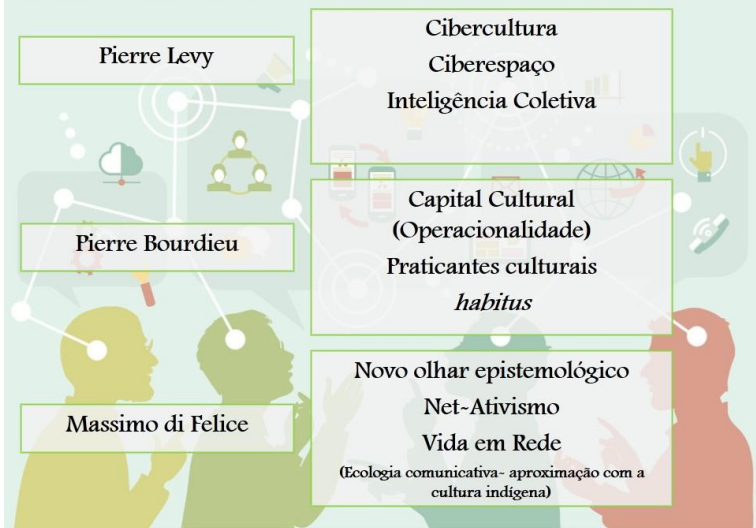 Pierre Levy
Cibercultura
Ciberespaço
Inteligência Coletiva
Pierre Bourdieu
Capital Cultural
(Operacionalidade)
Praticantes culturais
habitus
Massimo di Felice
Novo olhar epistemológico
Net-Ativismo
Vida em Rede
(Ecologia comunicativa- aproximação com a
cultura indígena)